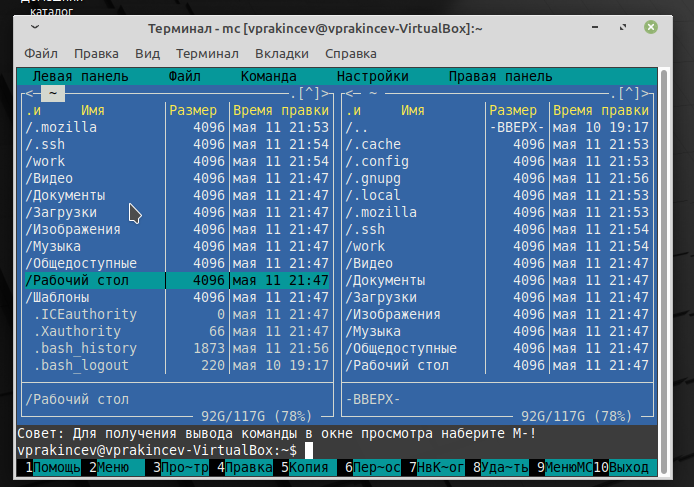 Домашний
каталог
Терминал - mc [vprakincev@vprakincev-VirtualBox]:~
Файл Правка Вид Терминал Вкладки Справка
Левая панель Файл Команда Настройки Правая панель
<─ ~ ─.[^]>┐ <─ ~ ─.[^]>┐
.и Имя Размер Время правки .и Имя Размер Время правки
/.mozilla 4096 мая 11 21:53 /.. -ВВЕРХ- мая 10 19:17
/.ssh 4096 мая 11 21:54 /.cache 4096 мая 11 21:53
/work 4096 мая 11 21:54 /.config 4096 мая 11 21:53
/Видео 4096 мая 11 21:47 /.gnupg 4096 мая 11 21:56
/Документы 4096 мая 11 21:47 /.local 4096 мая 11 21:53
/Загрузки 4096 мая 11 21:47 /.mozilla 4096 мая 11 21:53
/Изображения 4096 мая 11 21:47 /.ssh 4096 мая 11 21:54
/Музыка 4096 мая 11 21:47 /work 4096 мая 11 21:54
/Общедоступные 4096 мая 11 21:47 /Видео 4096 мая 11 21:47
/Рабочий стол 4096 мая 11 21:47 /Документы 4096 мая 11 21:47
/Шаблоны 4096 мая 11 21:47 /Загрузки 4096 мая 11 21:47
.ICEauthority 0 мая 11 21:47 /Изображения 4096 мая 11 21:47
.Xauthority 66 мая 11 21:47 /Музыка 4096 мая 11 21:47
.bash_history 1873 мая 11 21:56 /Общедоступные 4096 мая 11 21:47
.bash_logout 220 мая 10 19:17 /Рабочий стол 4096 мая 11 21:47
/Рабочий стол -ВВЕРХ-
92G/117G (78%) 92G/117G (78%)
Совет: Для получения вывода команды в окне просмотра наберите M-!
vprakincev@vprakincev-VirtualBox:~$
1Помощь 2Меню 3Про~тр 4Правка 5Копия 6Пер~ос 7НвК~ог 8Уда~ть 9МенюMC 10Выход